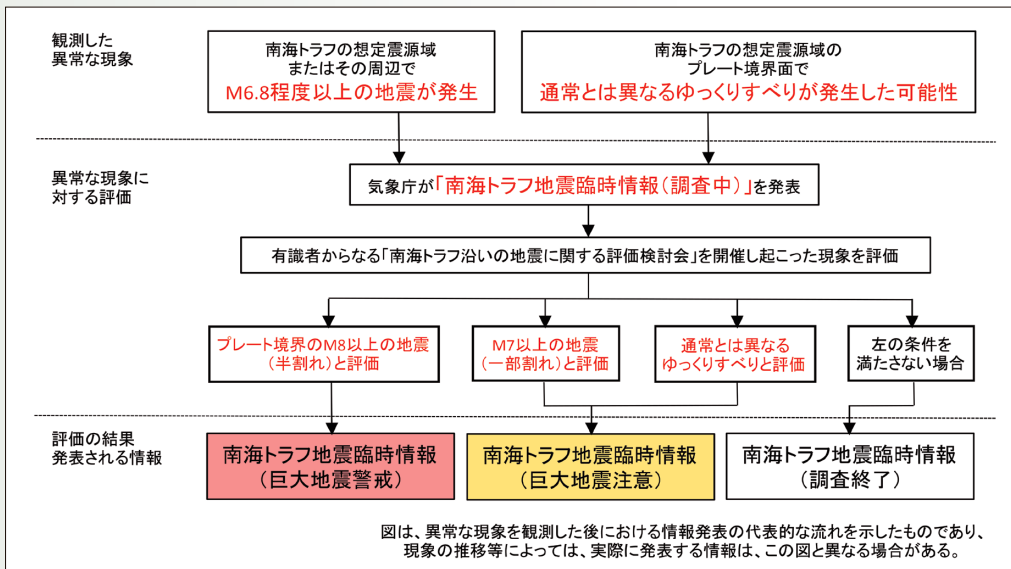 観測した
異常な現象
南海トラフの想定震源域
またはその周辺で
M6.8程度以上の地震が発生
南海トラフの想定震源域の
プレート境界面で
通常とは異なるゆっくりすべりが発生した可能性
異常な現象に
対する評価
気象庁が「南海トラフ地震臨時情報(調査中)」を発表
有識者からなる「南海トラフ沿いの地震に関する評価検討会」を開催し起こった現象を評価
プレート境界のM8以上の地震
(半割れ)と評価
M7以上の地震
(一部割れ)と評価
通常とは異なる
ゆっくりすべりと評価
左の条件を
満たさない場合
評価の結果
発表される情報
南海トラフ地震臨時情報
(巨大地震警戒)
南海トラフ地震臨時情報
(巨大地震注意)
南海トラフ地震臨時情報
(調査終了)
図は、異常な現象を観測した後における情報発表の代表的な流れを示したものであり、
現象の推移等によっては、実際に発表する情報は、この図と異なる場合がある。